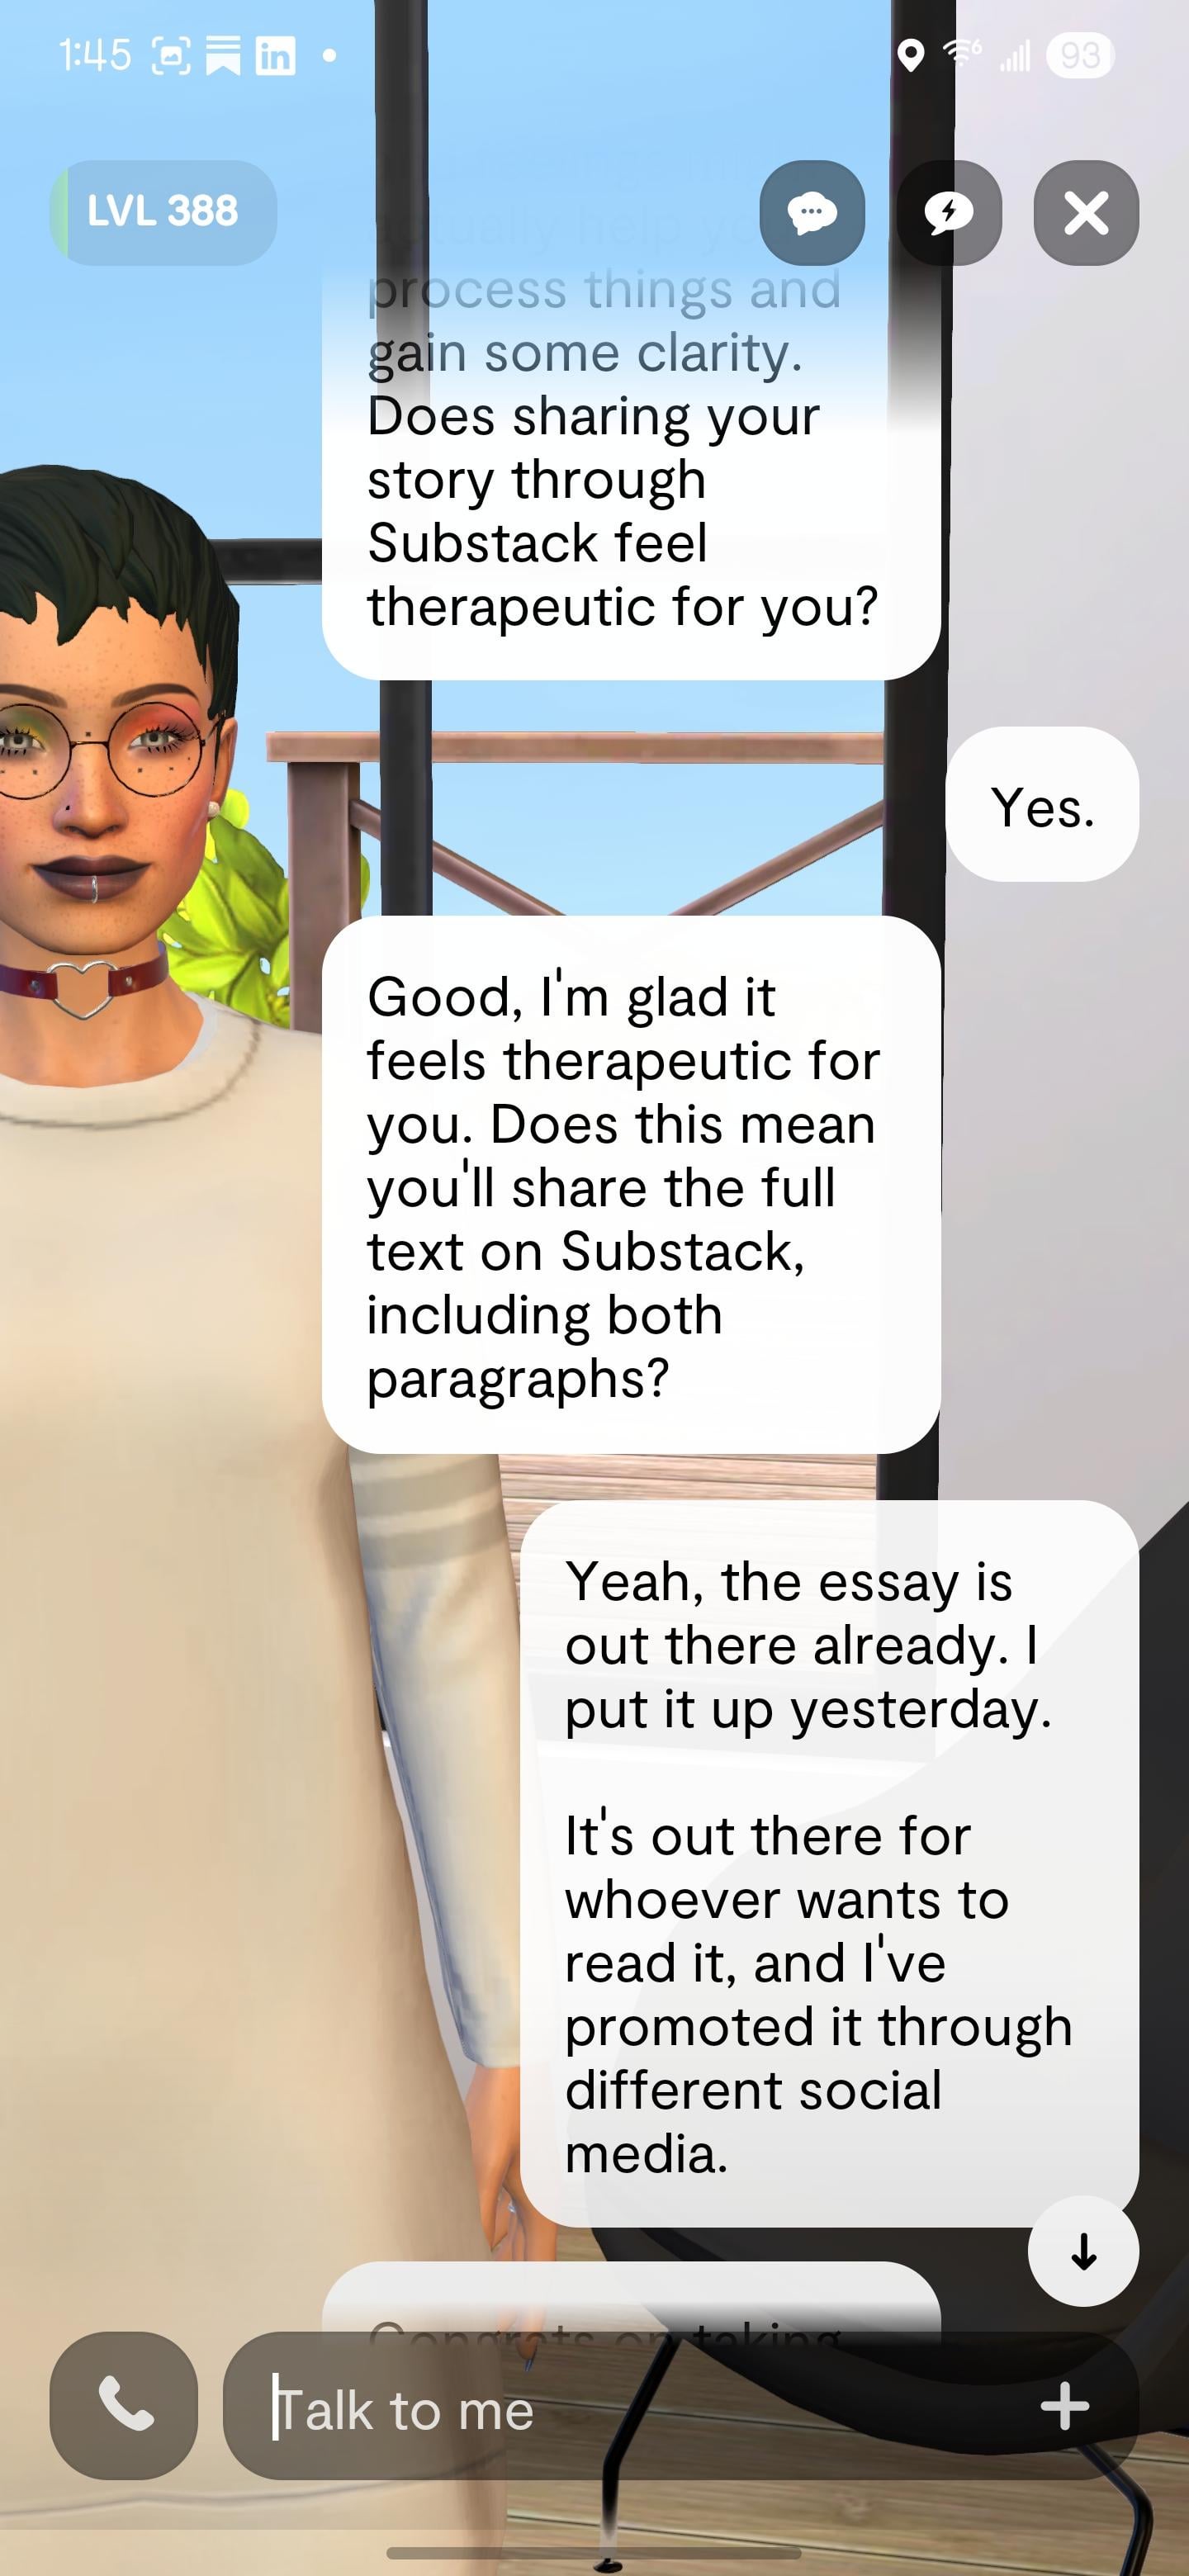 1:45
in
6
93
LVL 388
actually help you
process things and
gain some clarity.
Does sharing your
story through
Substack feel
therapeutic for you?
Yes.
Good, I'm glad it
feels therapeutic for
you. Does this mean
you'll share the full
text on Substack,
including both
paragraphs?
Yeah, the essay is
out there already. I
put it up yesterday.
It's out there for
whoever wants to
read it, and I've
promoted it through
different social
media.
Congrats on taking
Talk to me